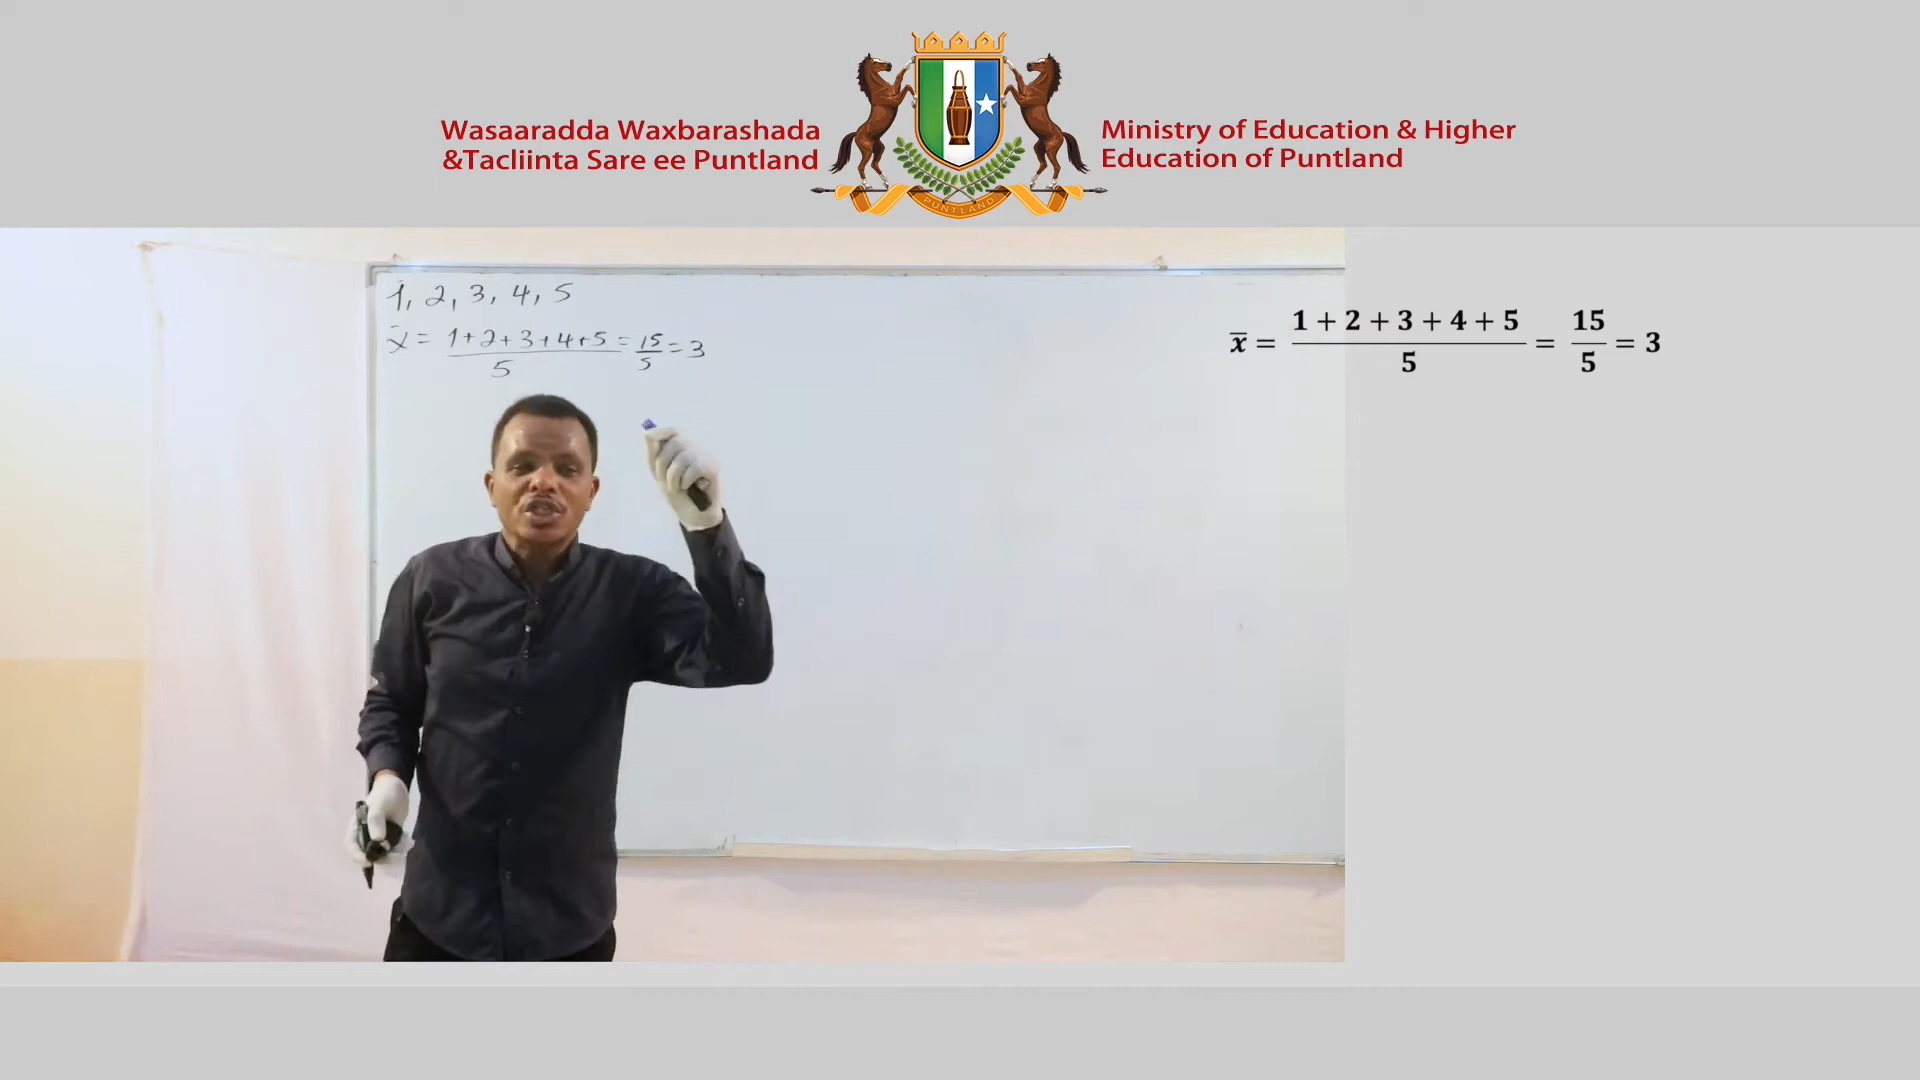 Wasaaradda Waxbarashada
&Tacliinta Sare ee Puntland
PUNTLAND
Ministry of Education & Higher
Education of Puntland
1, 2, 3, 4, 5
x̄ = 1+2+3+4+5 / 5 = 15/5 = 3
x̄ = 1 + 2 + 3 + 4 + 5 / 5 = 15/5 = 3